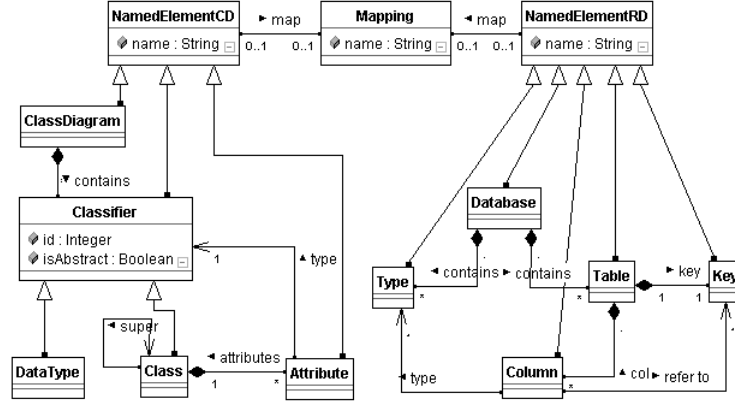 NamedElementCD
name : String
map
0..1
0..1
Mapping
name : String
map
0..1
0..1
NamedElementRD
name : String
ClassDiagram
contains
Classifier
id : Integer
isAbstract : Boolean
1
type
super
DataType
Class
attributes
1
*
Attribute
Database
contains
contains
*
*
Type
Table
key
1
1
Key
type
Column
col
*
refer to